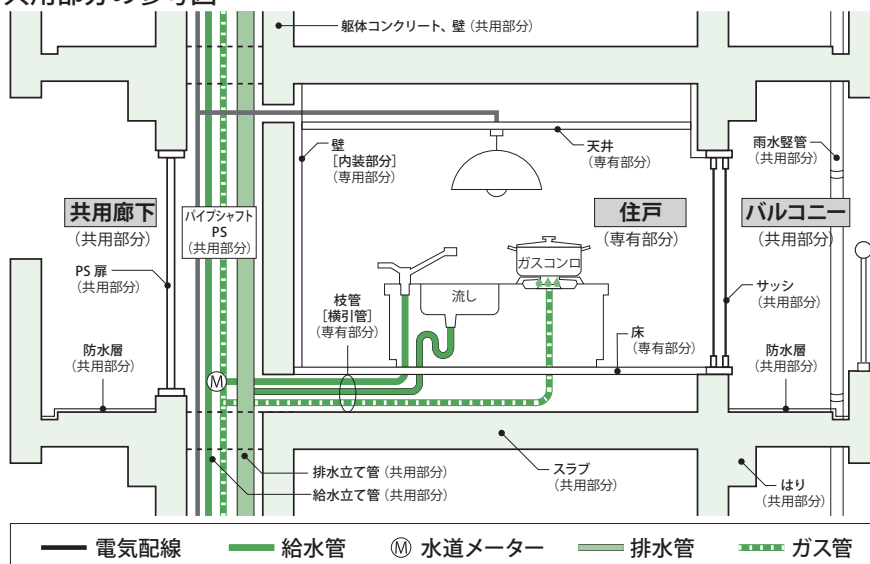 共用部分の参考図
躯体コンクリート、壁 (共用部分)
壁
[内装部分]
(専用部分)
天井
(専有部分)
雨水竪管
(共用部分)
共用廊下
(共用部分)
パイプシャフト
PS
(共用部分)
住戸
(専有部分)
バルコニー
(共用部分)
PS 扉
(共用部分)
ガスコンロ
流し
サッシ
(共用部分)
枝管
[横引管]
(専有部分)
床
(専有部分)
防水層
(共用部分)
防水層
(共用部分)
M
排水立て管 (共用部分)
給水立て管 (共用部分)
スラブ
(共用部分)
はり
(共用部分)
電気配線
給水管
Ⓜ 水道メーター
排水管
ガス管